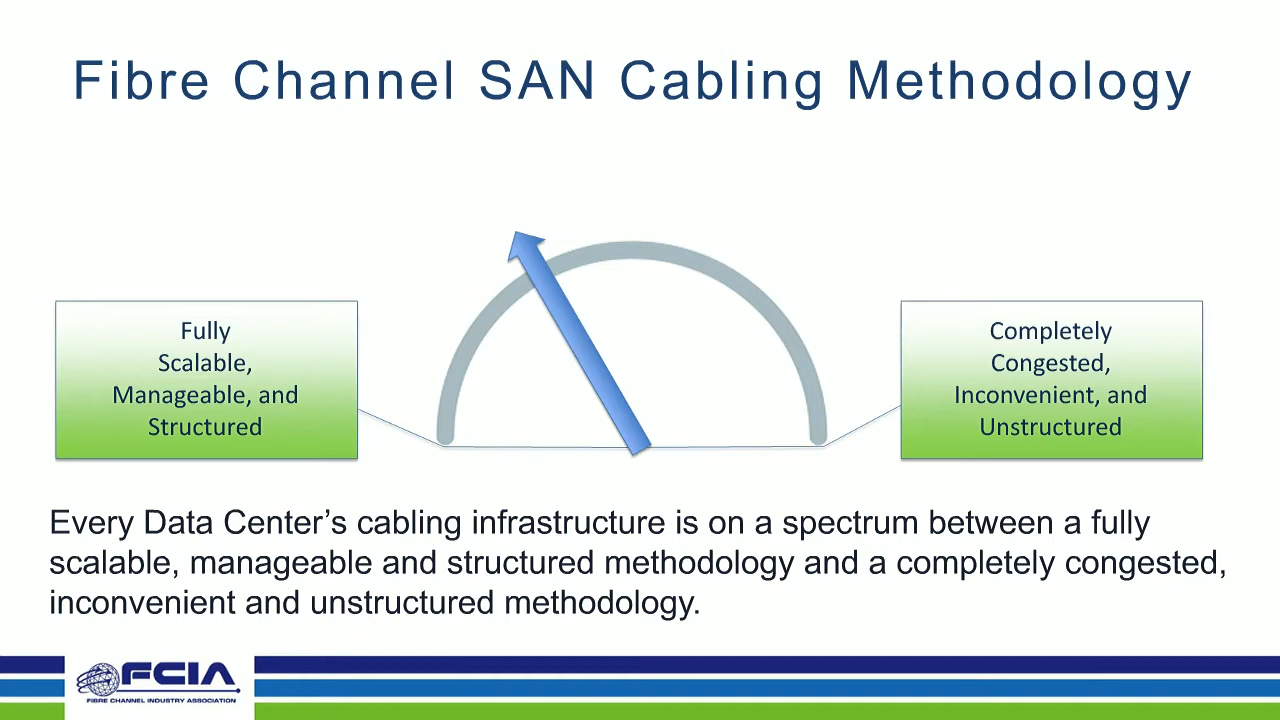 Fibre Channel SAN Cabling Methodology
Fully
Scalable,
Manageable, and
Structured
Completely
Congested,
Inconvenient, and
Unstructured
Every Data Center’s cabling infrastructure is on a spectrum between a fully
scalable, manageable and structured methodology and a completely congested,
inconvenient and unstructured methodology.
FCIA
FIBRE CHANNEL INDUSTRY ASSOCIATION